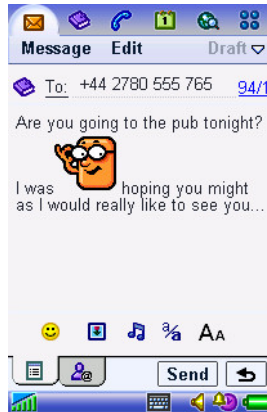 1
Message Edit Draft
To: +44 2780 555 765 94/1
Are you going to the pub tonight?
I was hoping you might
as I would really like to see you...
a/a AA
Send